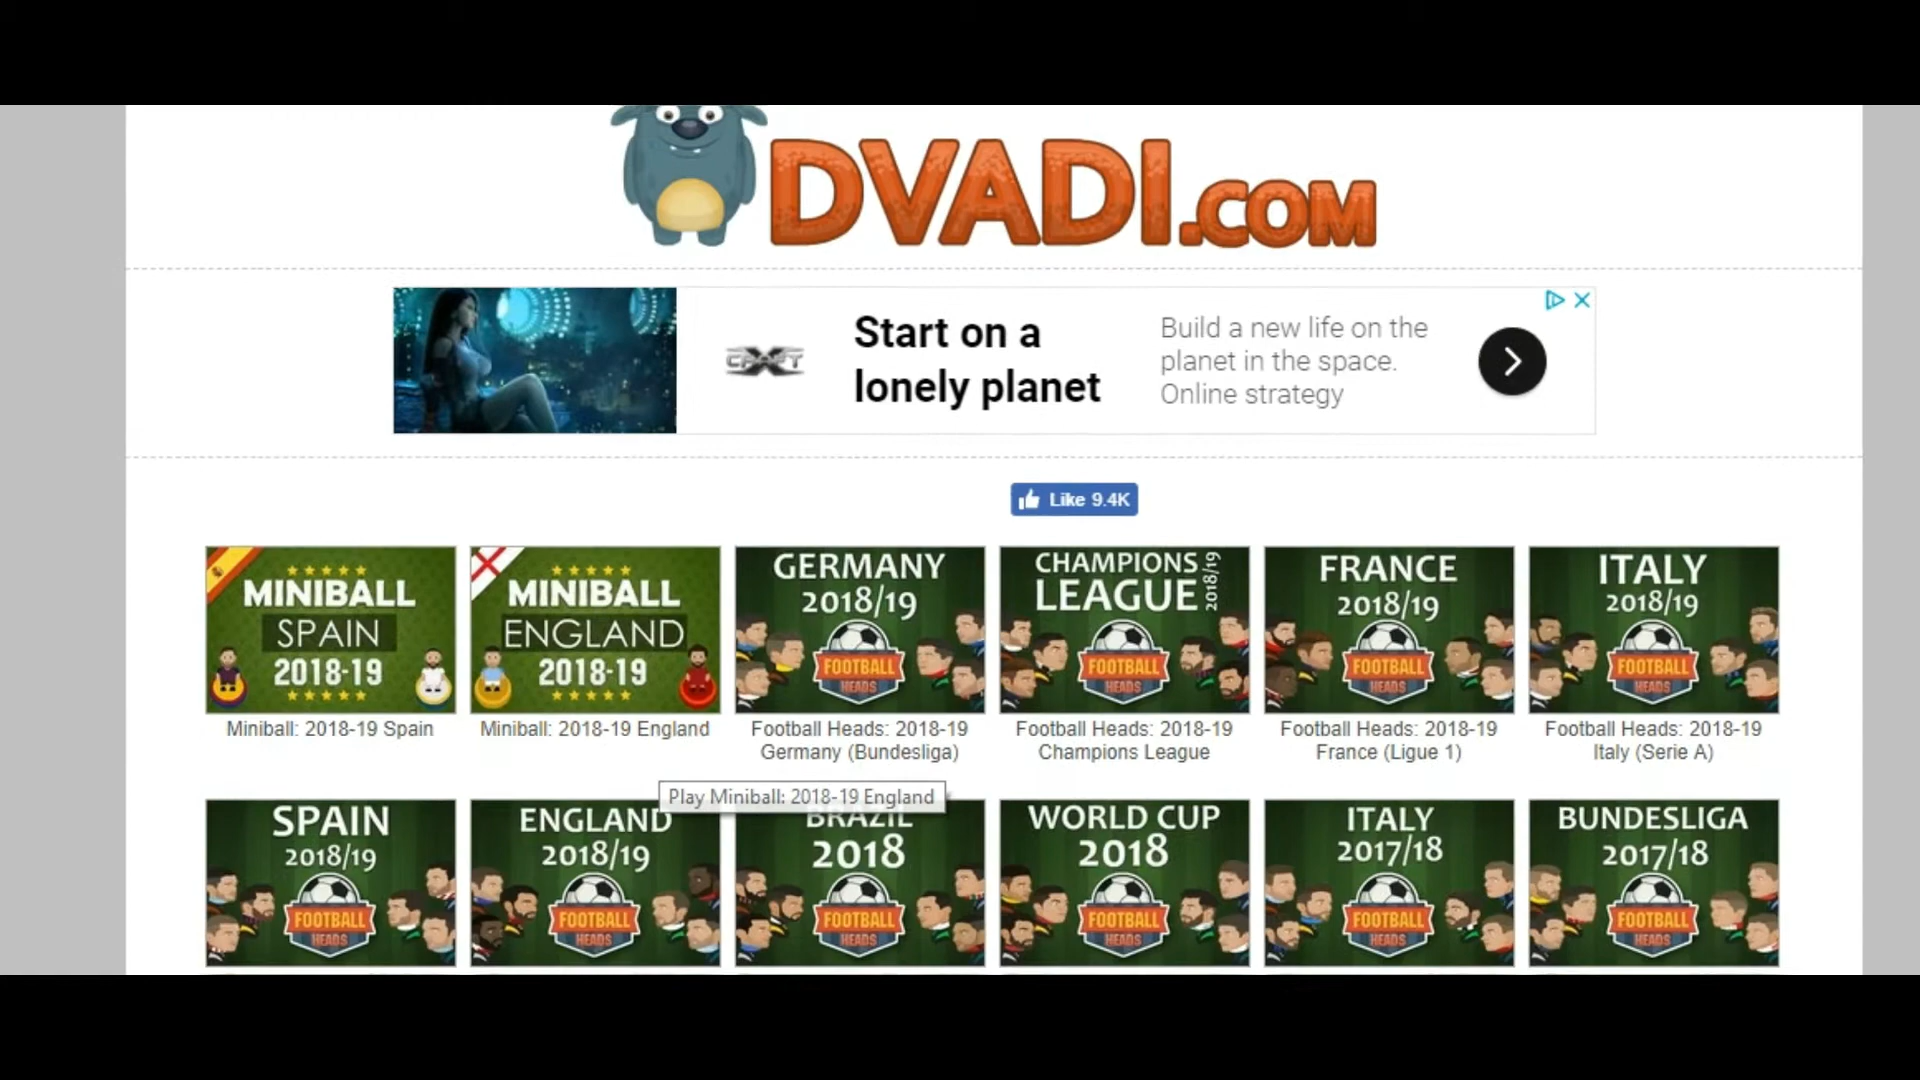 DVADI.COM
CRAFT
Start on a
lonely planet
Build a new life on the
planet in the space.
Online strategy
Like 9.4K
MINIBALL
SPAIN
2018-19
Miniball: 2018-19 Spain
MINIBALL
ENGLAND
2018-19
Miniball: 2018-19 England
GERMANY
2018/19
FOOTBALL
HEADS
Football Heads: 2018-19
Germany (Bundesliga)
CHAMPIONS
LEAGUE
2018/19
FOOTBALL
HEADS
Football Heads: 2018-19
Champions League
FRANCE
2018/19
FOOTBALL
HEADS
Football Heads: 2018-19
France (Ligue 1)
ITALY
2018/19
FOOTBALL
HEADS
Football Heads: 2018-19
Italy (Serie A)
Play Miniball: 2018-19 England
SPAIN
2018/19
FOOTBALL
HEADS
ENGLAND
2018/19
FOOTBALL
HEADS
BRAZIL
2018
FOOTBALL
HEADS
WORLD CUP
2018
FOOTBALL
HEADS
ITALY
2017/18
FOOTBALL
HEADS
BUNDESLIGA
2017/18
FOOTBALL
HEADS